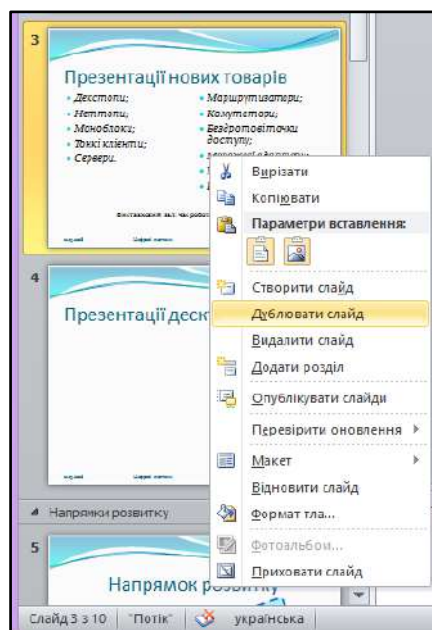 3
Презентації нових товарів
Декстопи;
Неттопи;
Моноблоки;
Тонкі клієнти;
Сервери.
Маршрутизатори;
Комутатори;
Бездротові точки доступу;
4
Презентації
Напрямки розвитку
5
Напрямок розвитку
Вирізати
Копіювати
Параметри вставлення:
Створити слайд
Дублювати слайд
Видалити слайд
Додати розділ
Опублікувати слайди
Перевірити оновлення
Макет
Відновити слайд
Формат тла...
Фотоальбом...
Приховати слайд
Слайд 3 з 10 "Потік" українська